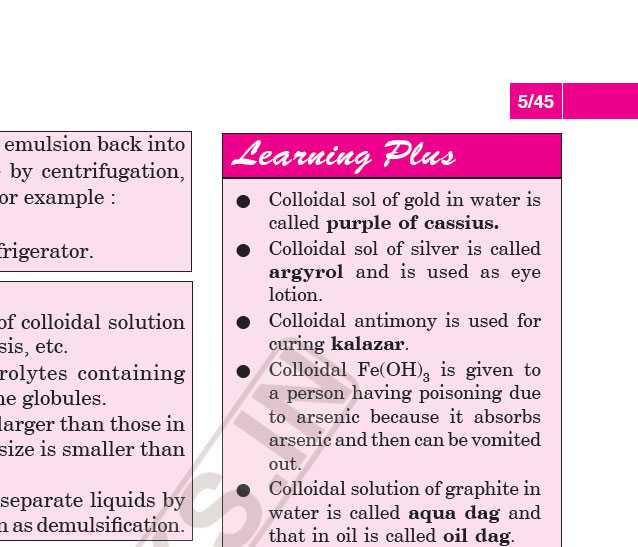 5/45
emulsion back into
by centrifugation,
or example :
frigerator.
of colloidal solution
sis, etc.
rolytes containing
ne globules.
larger than those in
size is smaller than
separate liquids by
n as demulsification.
Learning Plus
● Colloidal sol of gold in water is
called purple of cassius.
● Colloidal sol of silver is called
argyrol and is used as eye
lotion.
● Colloidal antimony is used for
curing kalazar.
● Colloidal Fe(OH)₃ is given to
a person having poisoning due
to arsenic because it absorbs
arsenic and then can be vomited
out.
● Colloidal solution of graphite in
water is called aqua dag and
that in oil is called oil dag.
KS.IN